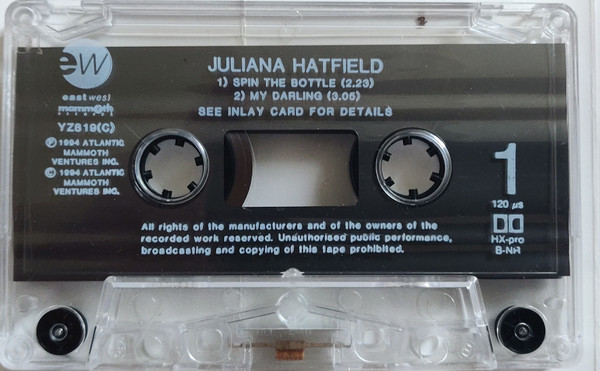 ew
eastwest
mammoth
RECORDS
YZ819(C)
℗ 1994 ATLANTIC
MAMMOTH
VENTURES INC.
© 1994 ATLANTIC
MAMMOTH
VENTURES INC.
JULIANA HATFIELD
1) SPIN THE BOTTLE (2.23)
2) MY DARLING (3.05)
SEE INLAY CARD FOR DETAILS
1
120 μs
HX-pro
B-NR
All rights of the manufacturers and of the owners of the
recorded work reserved. Unauthorised public performance,
broadcasting and copying of this tape prohibited.